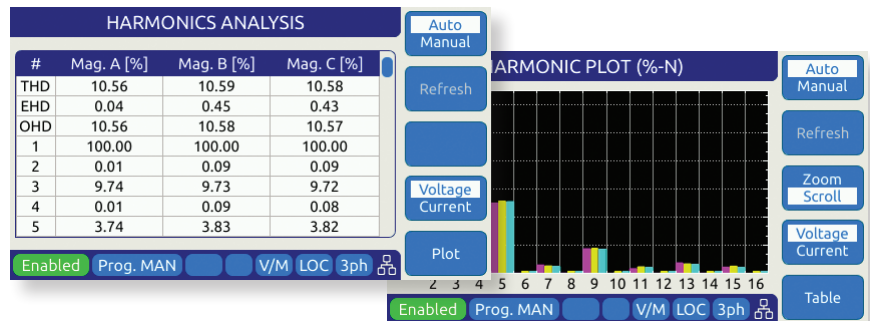 HARMONICS ANALYSIS
Auto
Manual
# Mag. A [%] Mag. B [%] Mag. C [%]
THD 10.56 10.59 10.58
EHD 0.04 0.45 0.43
OHD 10.56 10.58 10.57
1 100.00 100.00 100.00
2 0.01 0.09 0.09
3 9.74 9.73 9.72
4 0.01 0.09 0.08
5 3.74 3.83 3.82
Refresh
Voltage
Current
Plot
Enabled Prog. MAN V/M LOC 3ph
ARMONIC PLOT (%-N)
Auto
Manual
Refresh
Zoom
Scroll
Voltage
Current
Table
2 3 4 5 6 7 8 9 10 11 12 13 14 15 16
Enabled Prog. MAN V/M LOC 3ph